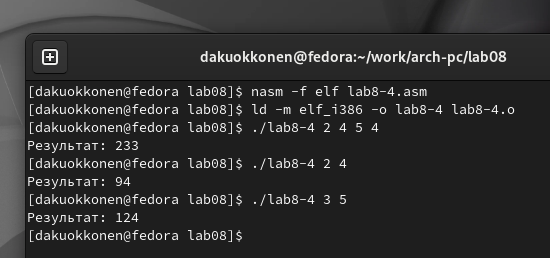 dakuokkonen@fedora:~/work/arch-pc/lab08
[dakuokkonen@fedora lab08]$ nasm -f elf lab8-4.asm
[dakuokkonen@fedora lab08]$ ld -m elf_i386 -o lab8-4 lab8-4.o
[dakuokkonen@fedora lab08]$ ./lab8-4 2 4 5 4
Результат: 233
[dakuokkonen@fedora lab08]$ ./lab8-4 2 4
Результат: 94
[dakuokkonen@fedora lab08]$ ./lab8-4 3 5
Результат: 124
[dakuokkonen@fedora lab08]$